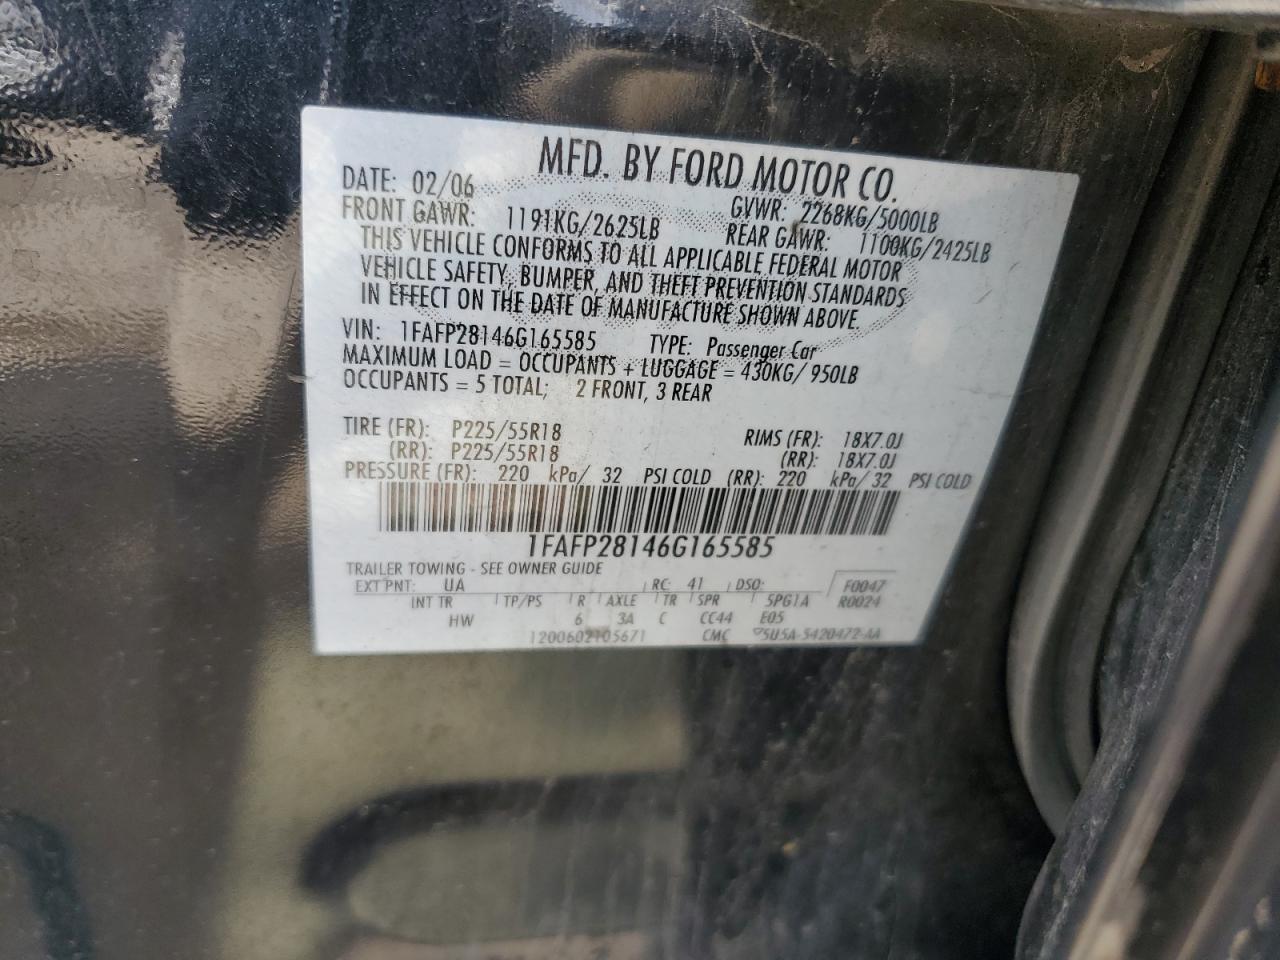 MFD. BY FORD MOTOR CO.
DATE: 02/06 GVWR: 2268KG/5000LB
FRONT GAWR: 1191KG/2625LB REAR GAWR: 1100KG/2425LB
THIS VEHICLE CONFORMS TO ALL APPLICABLE FEDERAL MOTOR
VEHICLE SAFETY, BUMPER, AND THEFT PREVENTION STANDARDS
IN EFFECT ON THE DATE OF MANUFACTURE SHOWN ABOVE.
VIN: 1FAFP28146G165585 TYPE: Passenger Car
MAXIMUM LOAD = OCCUPANTS + LUGGAGE = 430KG/ 950LB
OCCUPANTS = 5 TOTAL; 2 FRONT, 3 REAR
TIRE (FR): P225/55R18 RIMS (FR): 18X7.0J
(RR): P225/55R18 (RR): 18X7.0J
PRESSURE (FR): 220 kPa/ 32 PSI COLD (RR): 220 kPa/ 32 PSI COLD
1FAFP28146G165585
TRAILER TOWING - SEE OWNER GUIDE
EXT PNT: UA RC: 41 DSO: F0047
INT TR TP/PS R AXLE TR SPR 5PG1A R0024
HW 6 3A C CC44 E05
1200602105671 CMC 5U5A-5420472-AA